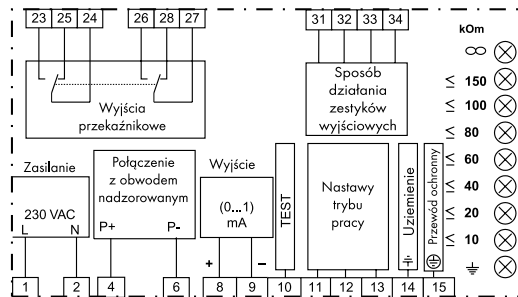 23 25 24 26 28 27 31 32 33 34
kOm
∞
Wyjścia
przekaźnikowe
Sposób
działania
zestyków
wyjściowych
≤ 150
≤ 100
≤ 80
≤ 60
≤ 40
≤ 20
≤ 10
Zasilanie
230 VAC
L N
Połączenie
z obwodem
nadzorowanym
P+ P-
Wyjście
(0...1)
mA
+ −
TEST
Nastawy
trybu
pracy
Uziemienie
Przewód ochronny
1 2 4 6 8 9 10 11 12 13 14 15